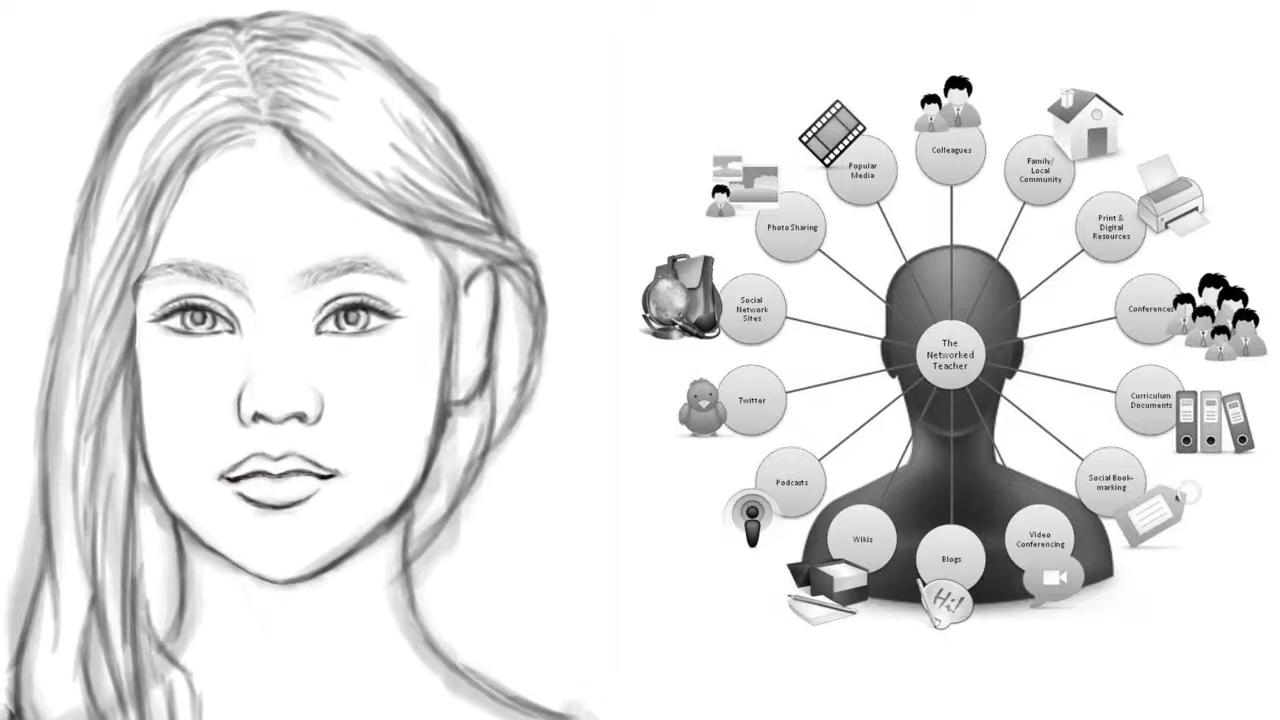 Colleagues
Popular
Media
Family/
Local
Community
Photo Sharing
Print &
Digital
Resources
Social
Network
Sites
Conferences
The
Networked
Teacher
Twitter
Curriculum
Documents
Podcasts
Social Book-
marking
Wikis
Video
Conferencing
Blogs
Hi!